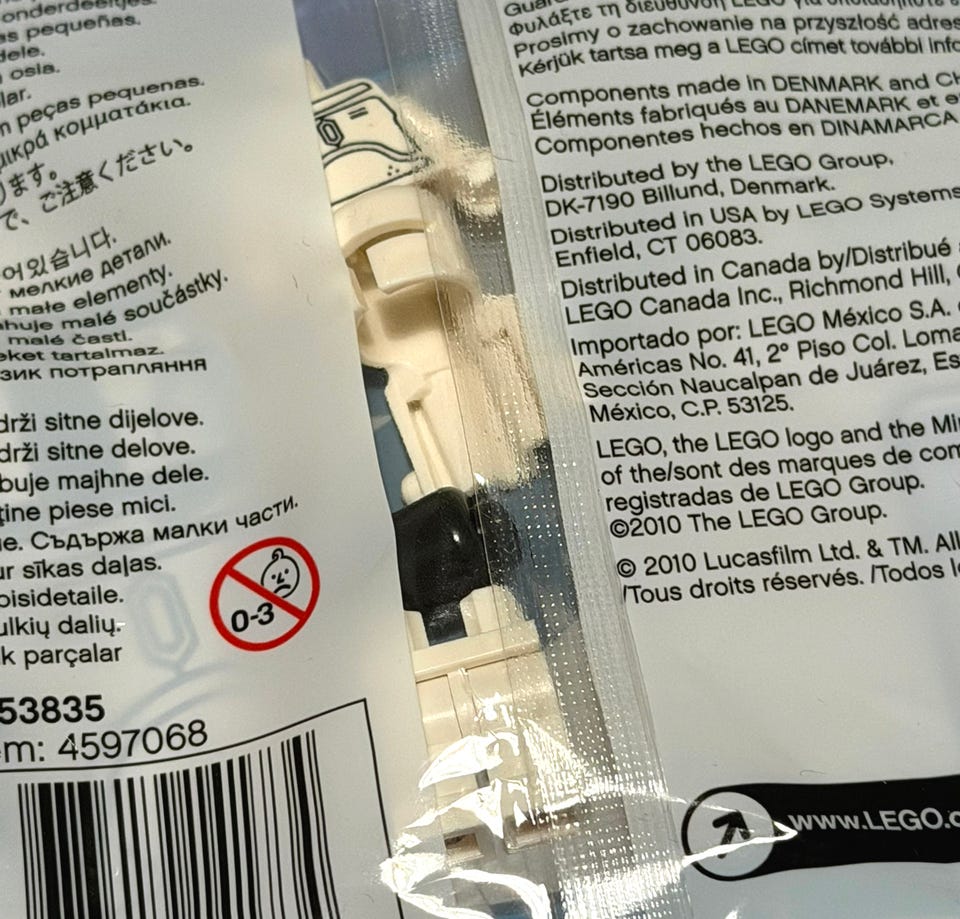 onderdeeltjes.
as pequeñas.
dele.
osia.
lar.
m peças pequenas.
μικρά κομματάκια.
ります。
で、ご注意ください。
어 있습니다.
мелкие детали.
małe elementy.
ahuje malé součástky.
malé časti.
eket tartalmaz.
зик потрапляння
drži sitne dijelove.
drži sitne delove.
buje majhne dele.
ține piese mici.
не. Съдържа малки части.
ur sīkas daļas.
oisidetaile.
ulkių dalių.
k parçalar
0-3
53835
em: 4597068
Φυλάξτε τη διεύθυνση LEGO για
Prosimy o zachowanie na przyszłość adres
Kérjük tartsa meg a LEGO címet további info
Components made in DENMARK and CH
Éléments fabriqués au DANEMARK et e
Componentes hechos en DINAMARCA
Distributed by the LEGO Group,
DK-7190 Billund, Denmark.
Distributed in USA by LEGO Systems
Enfield, CT 06083.
Distributed in Canada by/Distribué
LEGO Canada Inc., Richmond Hill,
Importado por: LEGO México S.A.
Américas No. 41, 2° Piso Col. Loma
Sección Naucalpan de Juárez, Es
México, C.P. 53125.
LEGO, the LEGO logo and the Min
of the/sont des marques de com
registradas de LEGO Group.
©2010 The LEGO Group.
© 2010 Lucasfilm Ltd. & TM. All
/Tous droits réservés. /Todos l
www.LEGO.c